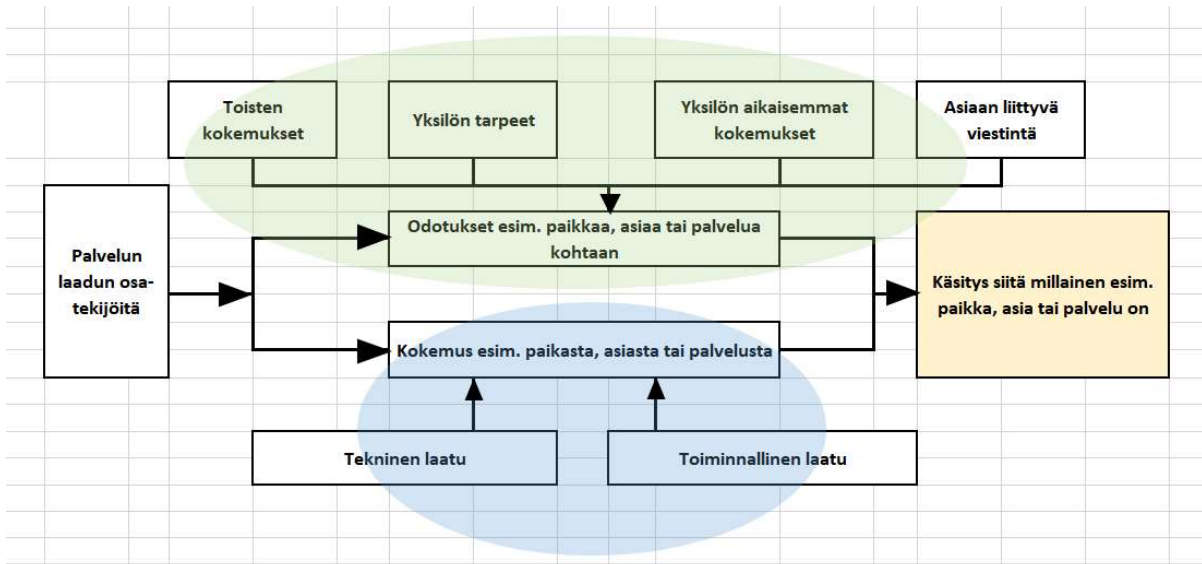 Toisten
kokemukset
Yksilön tarpeet
Yksilön aikaisemmat
kokemukset
Asiaan liittyvä
viestintä
Palvelun
laadun osa-
tekijöitä
Odotukset esim. paikkaa, asiaa tai palvelua
kohtaan
Käsitys siitä millainen esim.
paikka, asia tai palvelu on
Kokemus esim. paikasta, asiasta tai palvelusta
Tekninen laatu
Toiminnallinen laatu